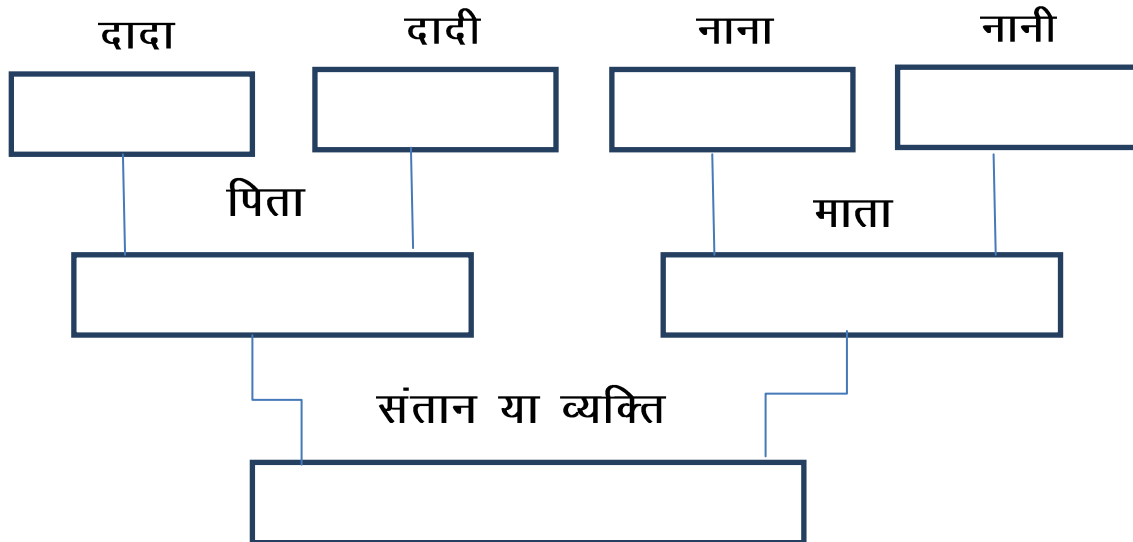 दादा दादी नाना नानी
पिता माता
संतान या व्यक्ति